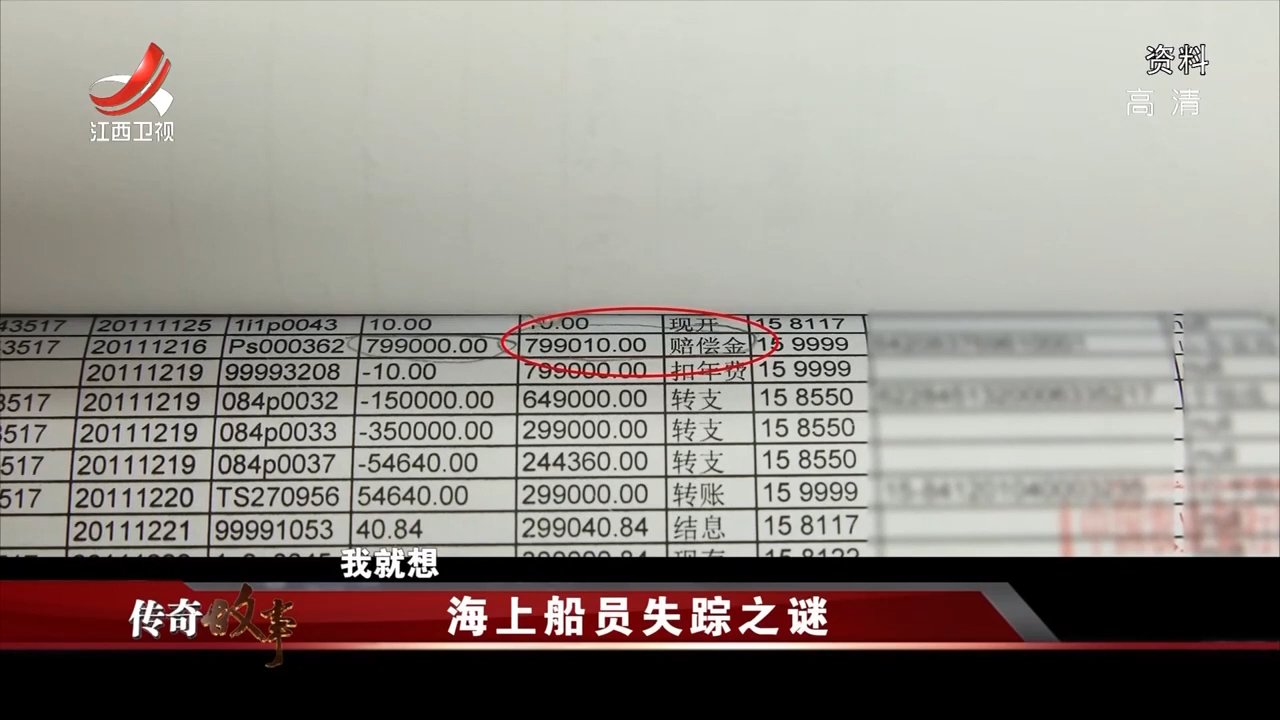 江西卫视
资料
高清
43517 20111125 1i1p0043 10.00 10.00 现开 15 8117
3517 20111216 Ps000362 799000.00 799010.00 赔偿金 15 9999
20111219 99993208 -10.00 799000.00 扣年费 15 9999
3517 20111219 084p0032 -150000.00 649000.00 转支 15 8550
3517 20111219 084p0033 -350000.00 299000.00 转支 15 8550
517 20111219 084p0037 -54640.00 244360.00 转支 15 8550
517 20111220 TS270956 54640.00 299000.00 转账 15 9999
20111221 99991053 40.84 299040.84 结息 15 8117
我就想
传奇故事
海上船员失踪之谜